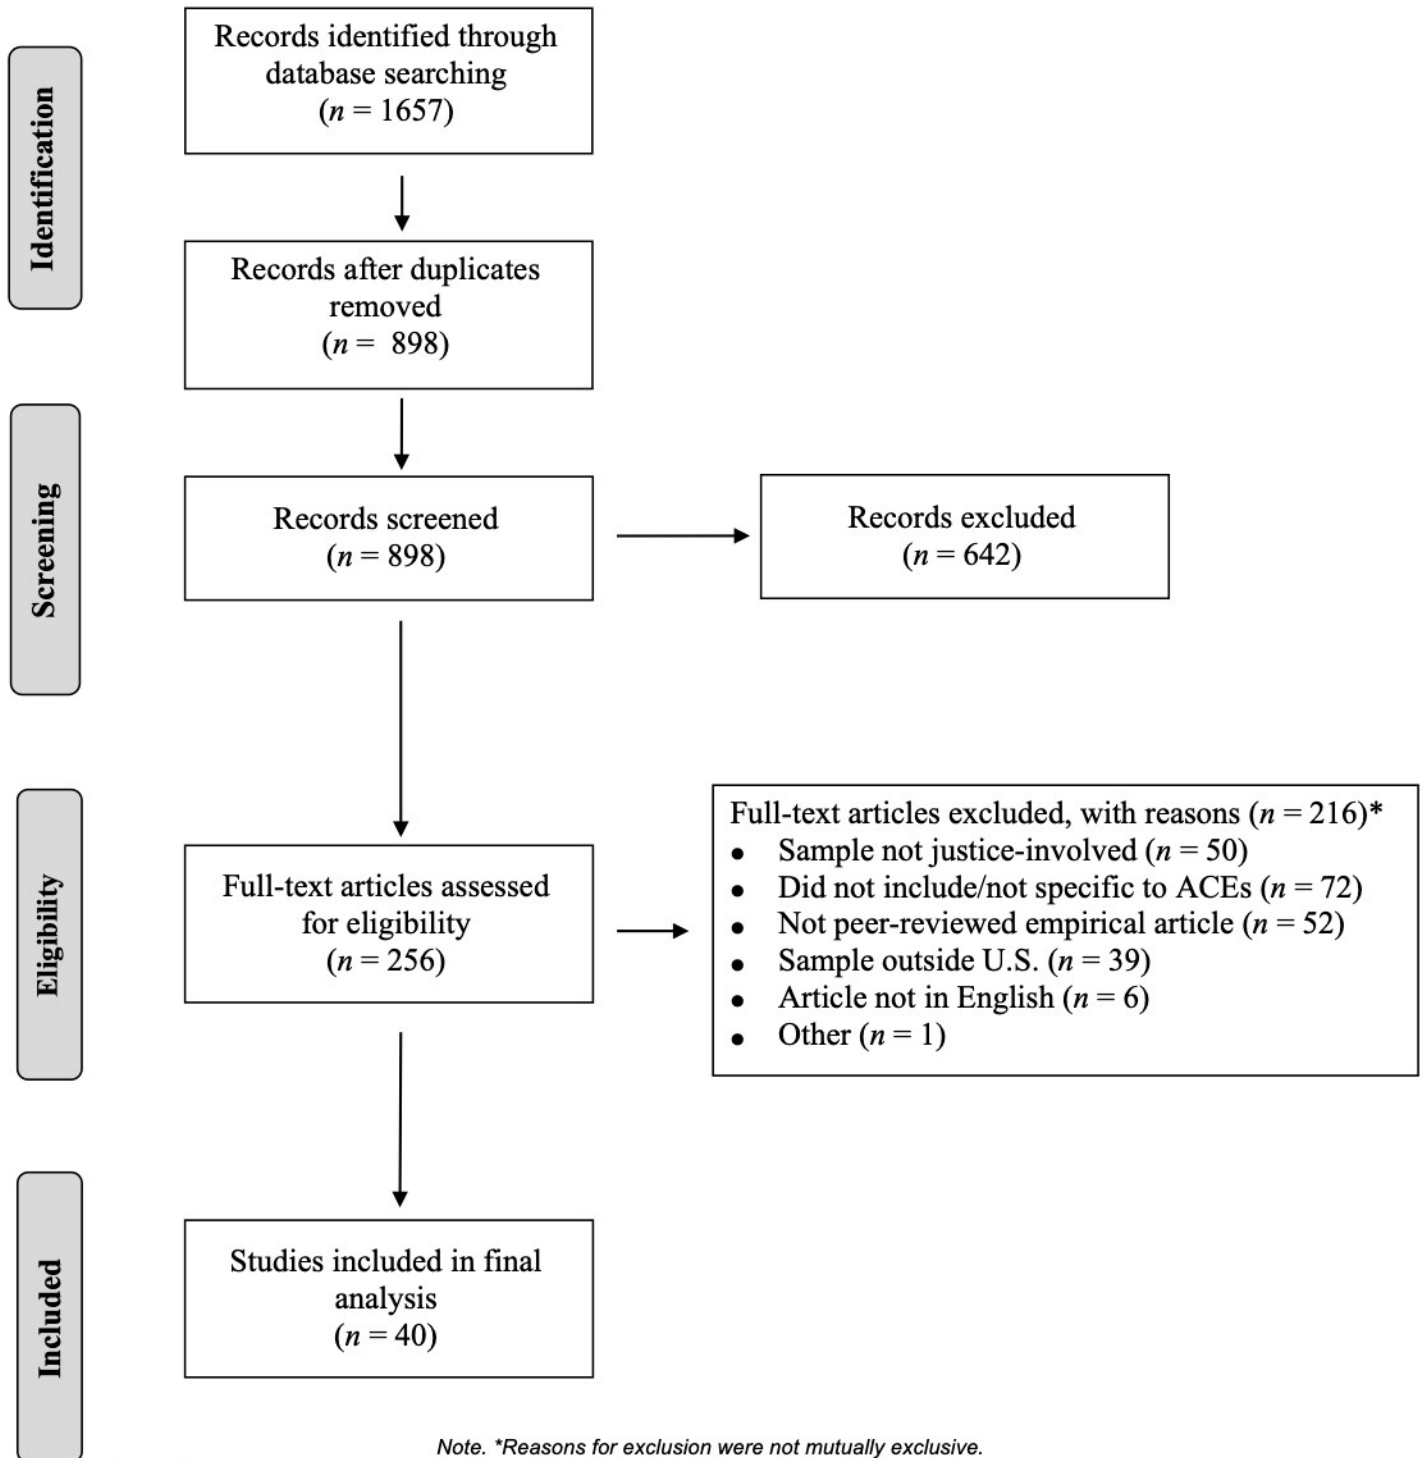 Identification
Records identified through
database searching
(n = 1657)
Records after duplicates
removed
(n = 898)
Screening
Records screened
(n = 898)
Records excluded
(n = 642)
Eligibility
Full-text articles assessed
for eligibility
(n = 256)
Full-text articles excluded, with reasons (n = 216)*
● Sample not justice-involved (n = 50)
● Did not include/not specific to ACEs (n = 72)
● Not peer-reviewed empirical article (n = 52)
● Sample outside U.S. (n = 39)
● Article not in English (n = 6)
● Other (n = 1)
Included
Studies included in final
analysis
(n = 40)
Note. *Reasons for exclusion were not mutually exclusive.